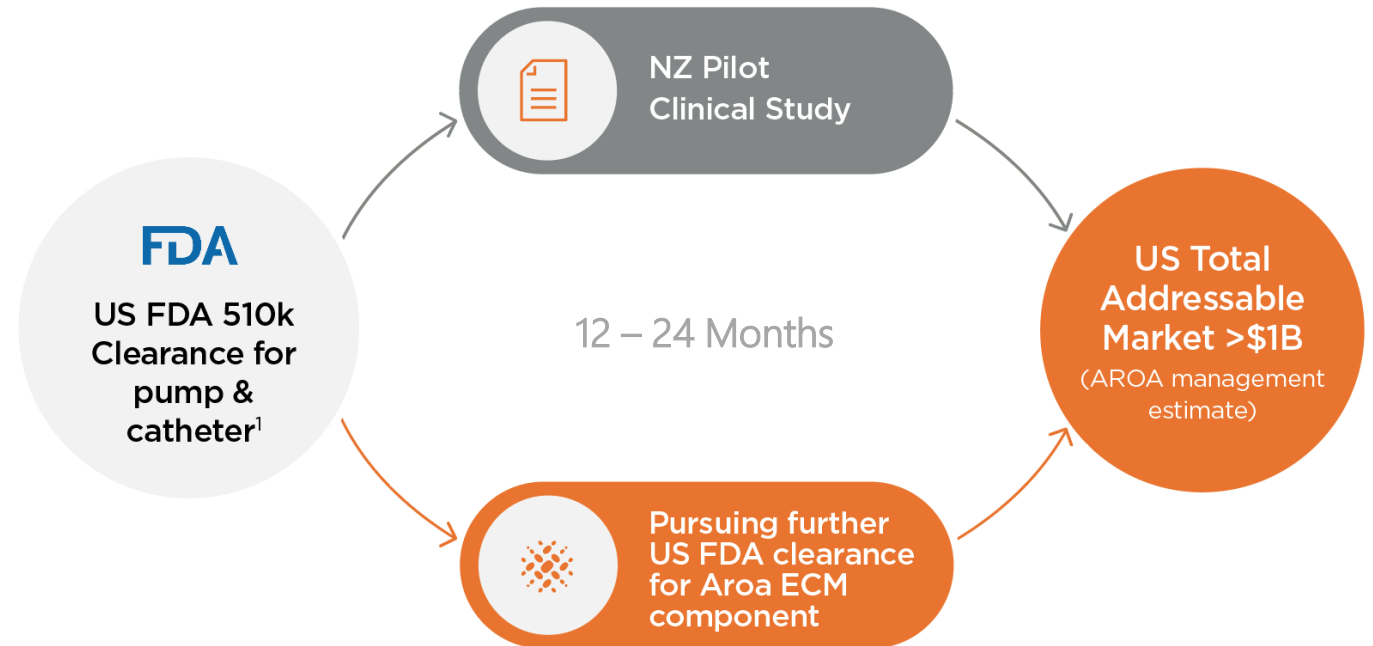 NZ Pilot
Clinical Study
FDA
US FDA 510k
Clearance for
pump &
catheter¹
12 – 24 Months
US Total
Addressable
Market >$1B
(AROA management
estimate)
Pursuing further
US FDA clearance
for Aroa ECM
component